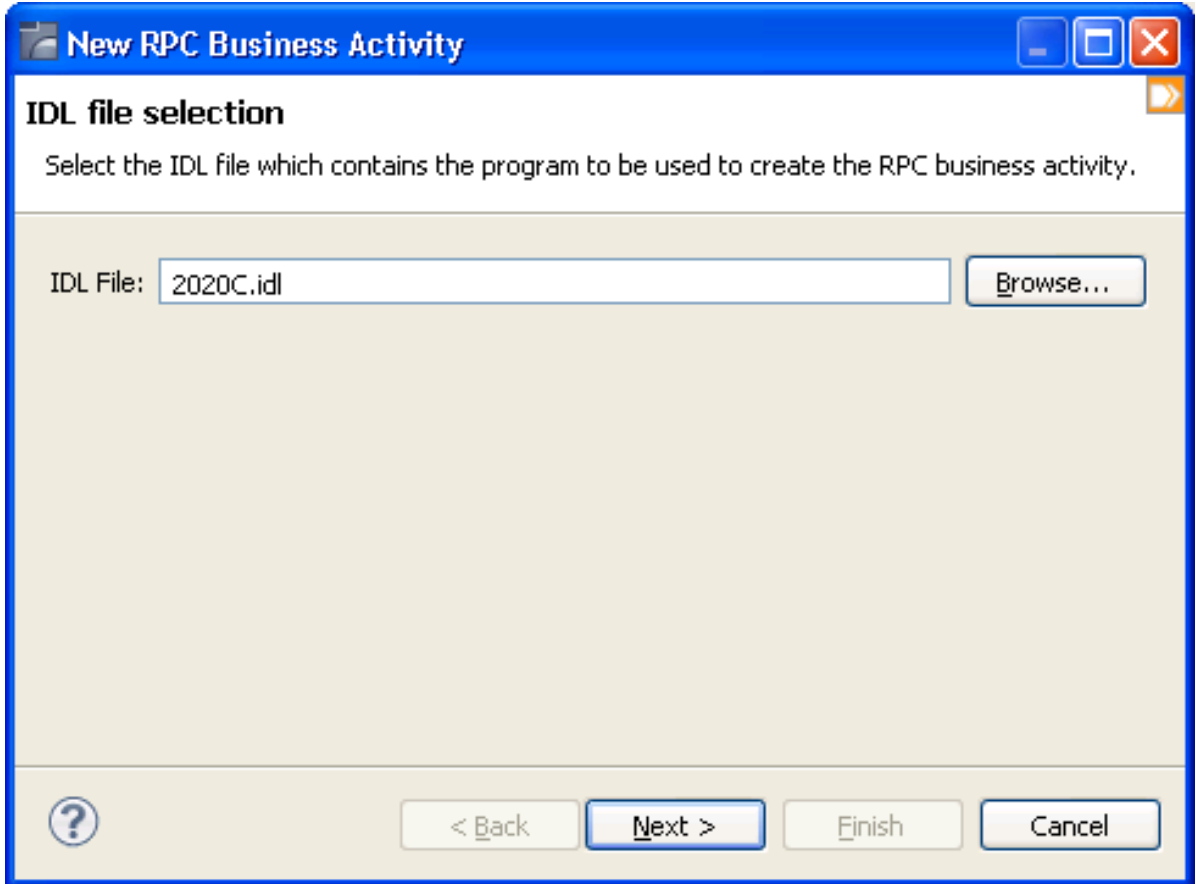 New RPC Business Activity
IDL file selection
Select the IDL file which contains the program to be used to create the RPC business activity.
IDL File: 2020C.idl Browse...
? < Back Next > Finish Cancel